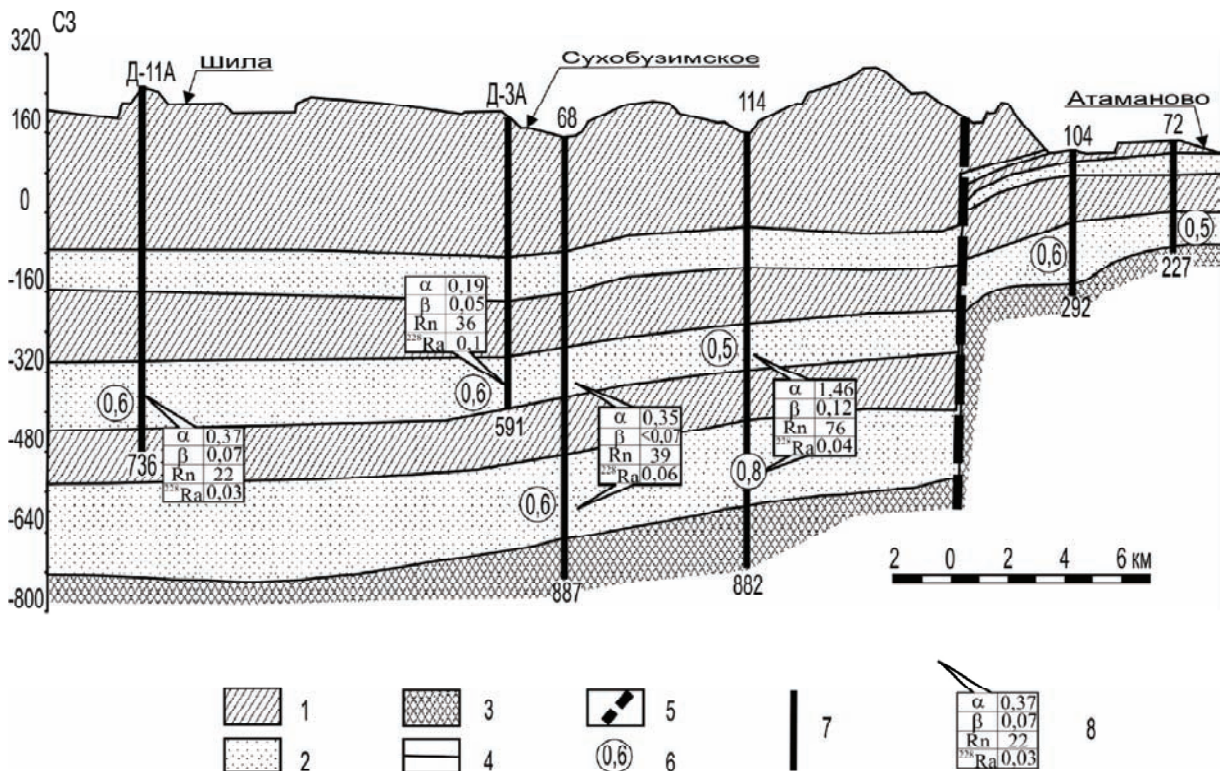 СЗ
320
160
0
-160
-320
-480
-640
-800
Д-11А
Шила
Д-3А
Сухобузимское
68
114
104
72
Атаманово
α 0,19
β 0,05
Rn 36
²²⁸Ra 0,1
0,6
0,6
591
736
α 0,37
β 0,07
Rn 22
²²⁸Ra 0,03
α 0,35
β <0,07
Rn 39
²²⁸Ra 0,06
0,6
887
0,5
α 1,46
β 0,12
Rn 76
²²⁸Ra 0,04
0,8
882
0,6
292
0,5
227
2 0 2 4 6 км
1
2
3
4
5
0,6 6
7
α 0,37
β 0,07
Rn 22
²²⁸Ra 0,03
8